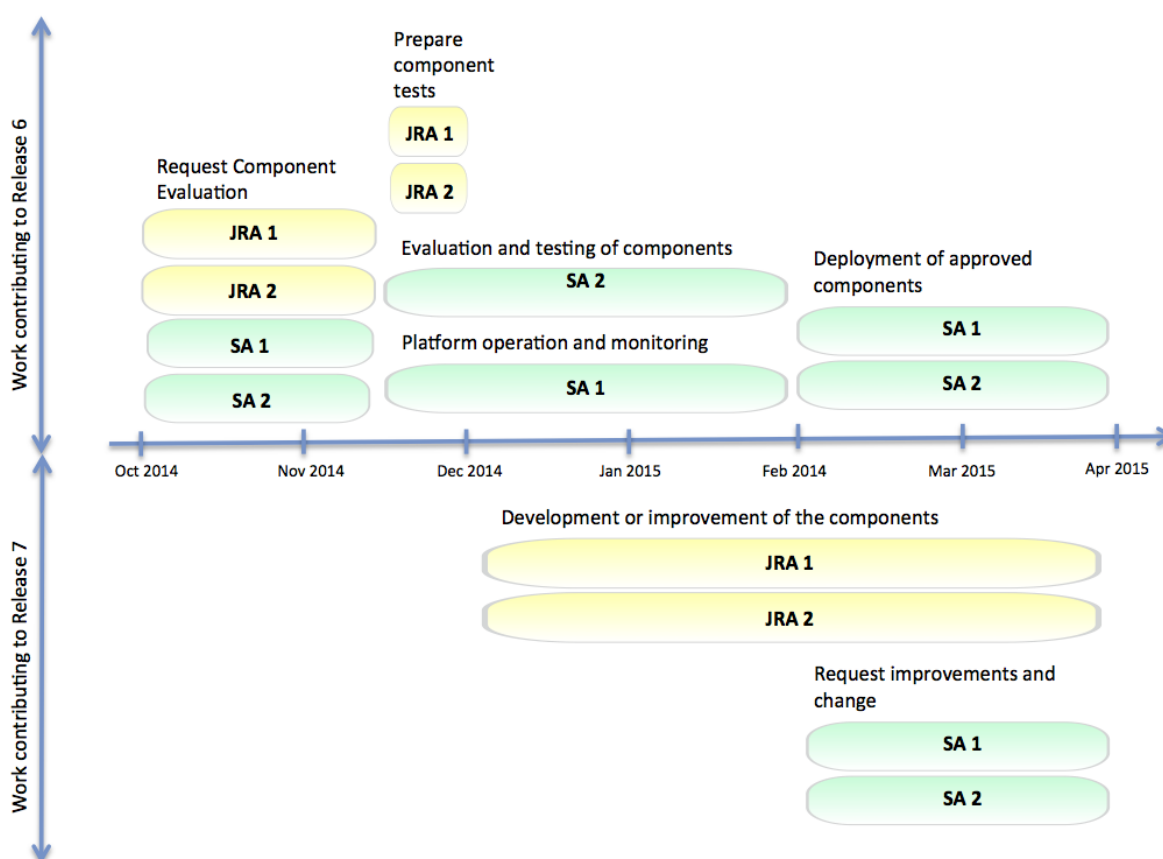 Work contributing to Release 6
Prepare
component
tests
JRA 1
JRA 2
Request Component
Evaluation
JRA 1
JRA 2
SA 1
SA 2
Evaluation and testing of components
SA 2
Platform operation and monitoring
SA 1
Deployment of approved
components
SA 1
SA 2
Oct 2014
Nov 2014
Dec 2014
Jan 2015
Feb 2014
Mar 2015
Apr 2015
Work contributing to Release 7
Development or improvement of the components
JRA 1
JRA 2
Request improvements and
change
SA 1
SA 2